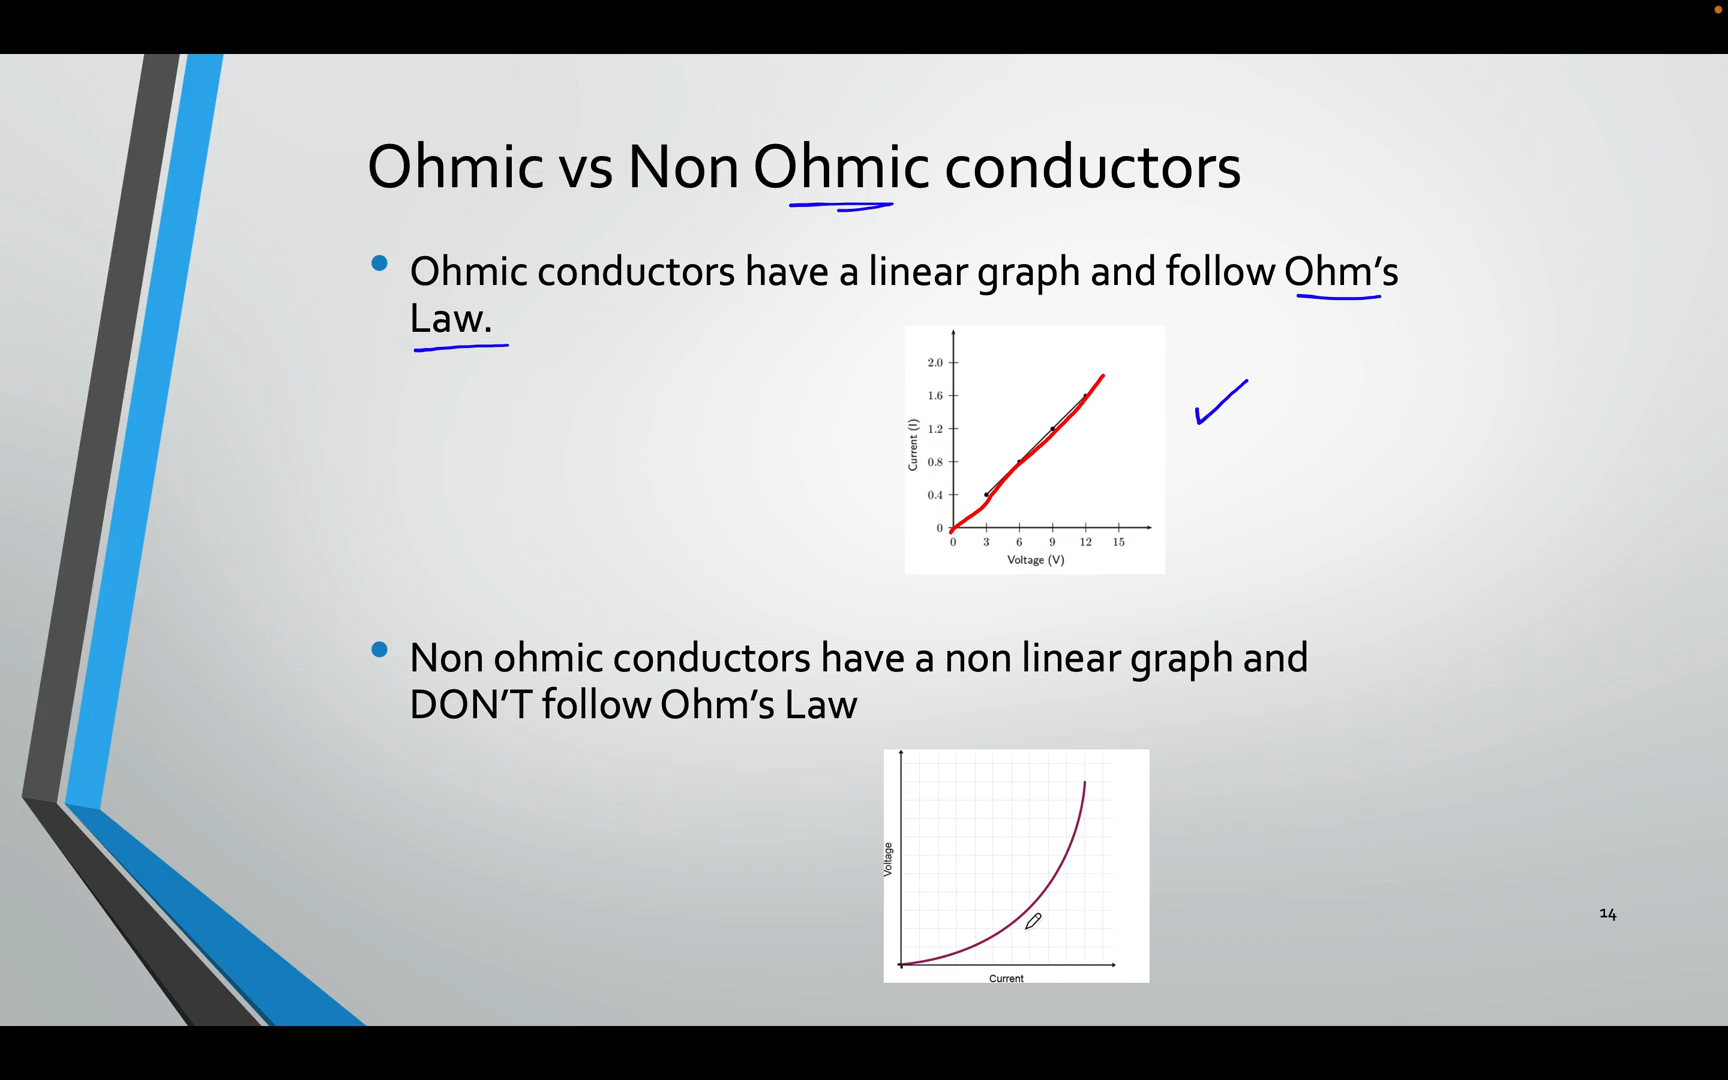 Ohmic vs Non Ohmic conductors
Ohmic conductors have a linear graph and follow Ohm's
Law.
2.0
1.6
1.2
0.8
0.4
0
Current (I)
0 3 6 9 12 15
Voltage (V)
Non ohmic conductors have a non linear graph and
DON'T follow Ohm's Law
Voltage
Current
14